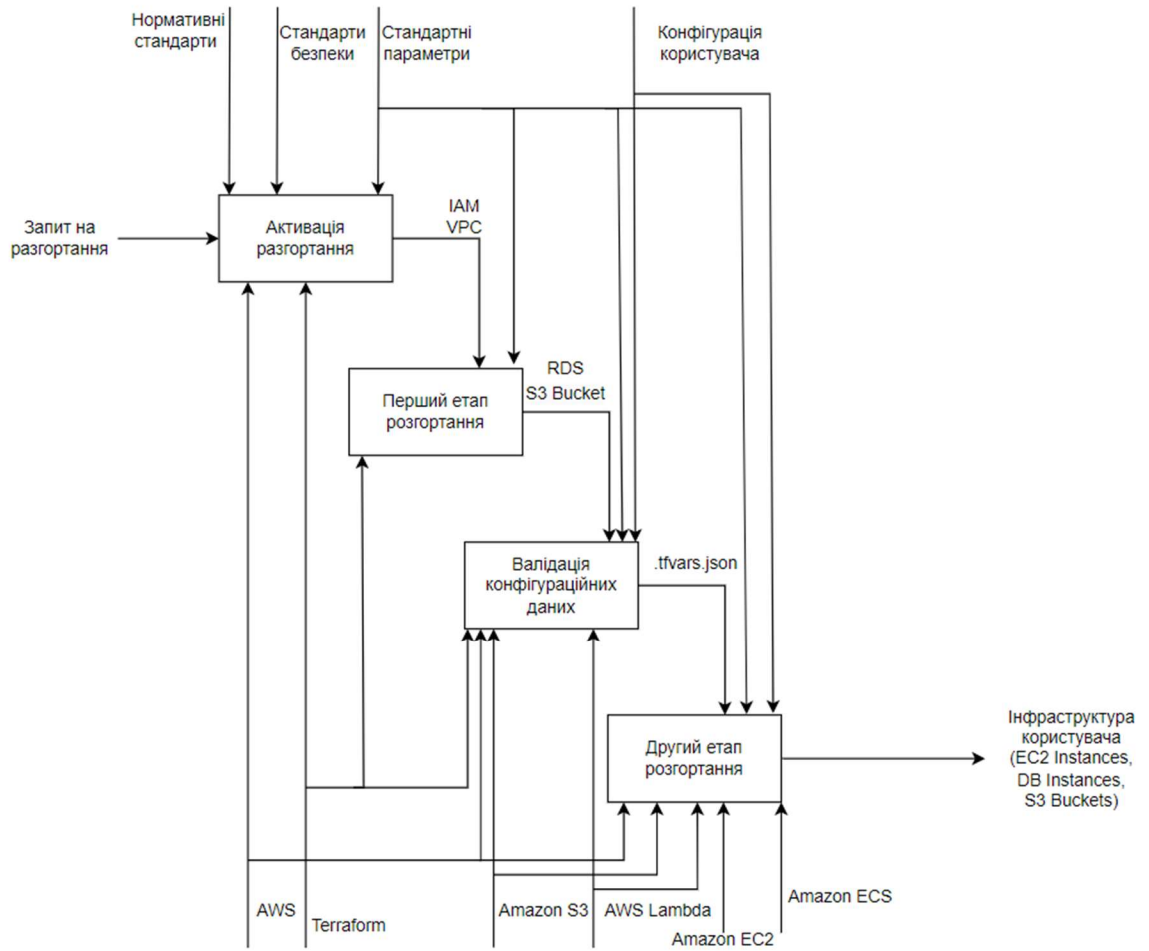 Нормативні
стандарти
Стандарти
безпеки
Стандартні
параметри
Конфігурація
користувача
Запит на
разгортання
Активація
разгортання
IAM
VPC
Перший етап
розгортання
RDS
S3 Bucket
Валідація
конфігураційних
даних
.tfvars.json
Другий етап
розгортання
Інфраструктура
користувача
(EC2 Instances,
DB Instances,
S3 Buckets)
AWS
Terraform
Amazon S3
AWS Lambda
Amazon EC2
Amazon ECS